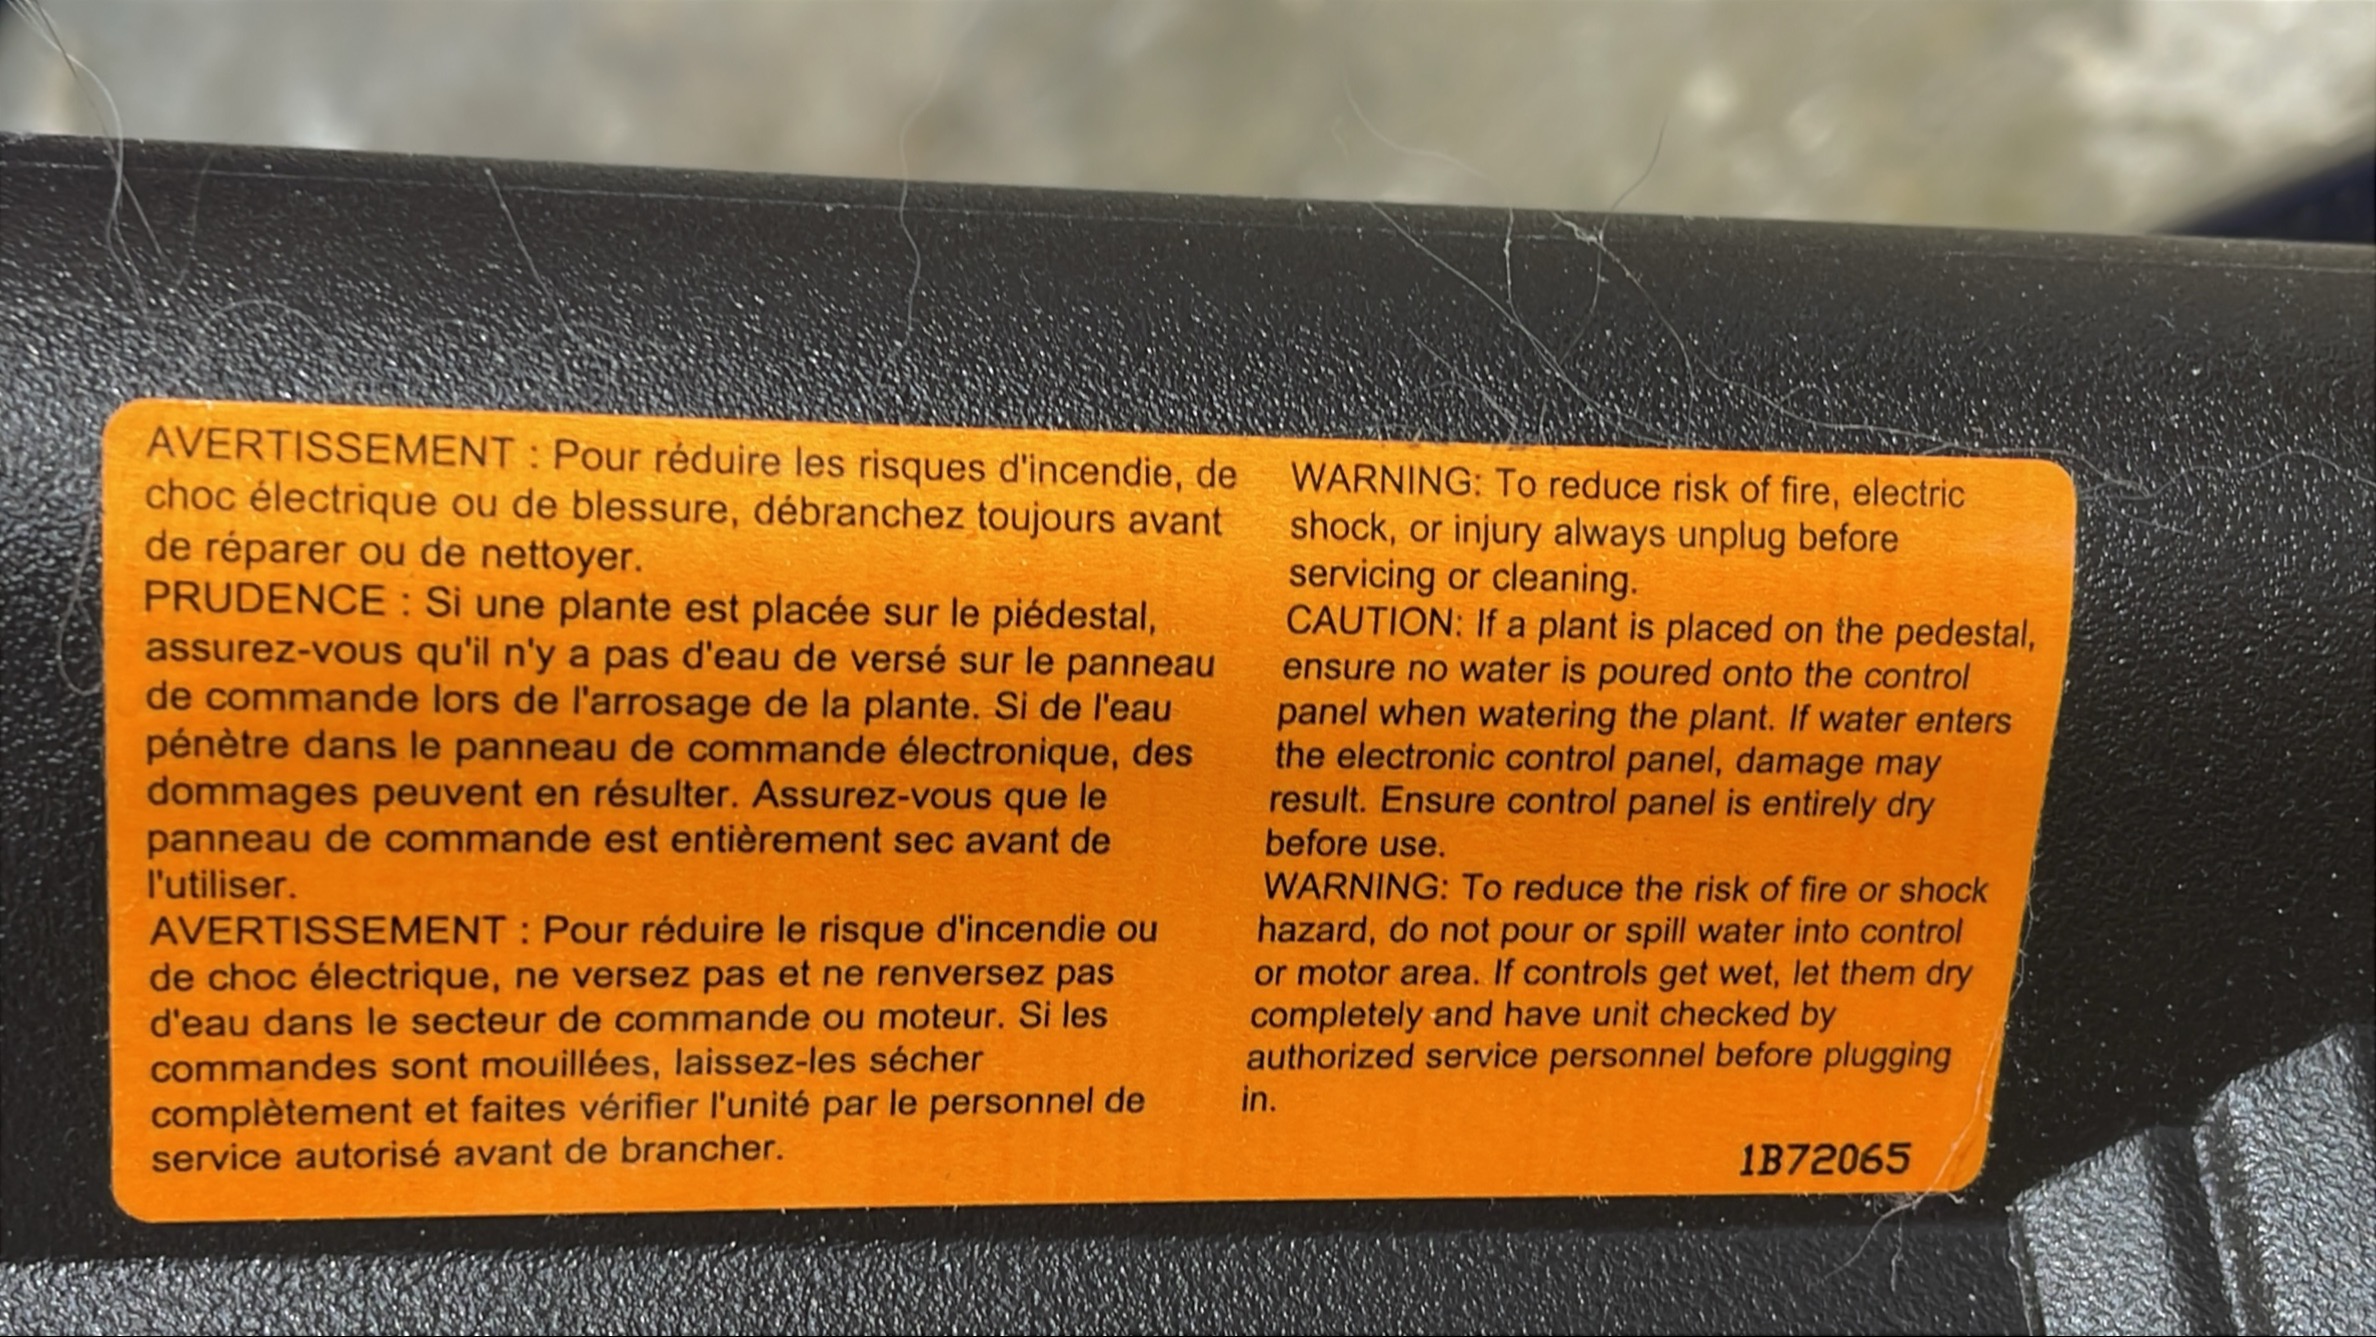 AVERTISSEMENT : Pour réduire les risques d'incendie, de
choc électrique ou de blessure, débranchez toujours avant
de réparer ou de nettoyer.
PRUDENCE : Si une plante est placée sur le piédestal,
assurez-vous qu'il n'y a pas d'eau de versé sur le panneau
de commande lors de l'arrosage de la plante. Si de l'eau
pénètre dans le panneau de commande électronique, des
dommages peuvent en résulter. Assurez-vous que le
panneau de commande est entièrement sec avant de
l'utiliser.
AVERTISSEMENT : Pour réduire le risque d'incendie ou
de choc électrique, ne versez pas et ne renversez pas
d'eau dans le secteur de commande ou moteur. Si les
commandes sont mouillées, laissez-les sécher
complètement et faites vérifier l'unité par le personnel de
service autorisé avant de brancher.
WARNING: To reduce risk of fire, electric
shock, or injury always unplug before
servicing or cleaning.
CAUTION: If a plant is placed on the pedestal,
ensure no water is poured onto the control
panel when watering the plant. If water enters
the electronic control panel, damage may
result. Ensure control panel is entirely dry
before use.
WARNING: To reduce the risk of fire or shock
hazard, do not pour or spill water into control
or motor area. If controls get wet, let them dry
completely and have unit checked by
authorized service personnel before plugging
in.
1B72065